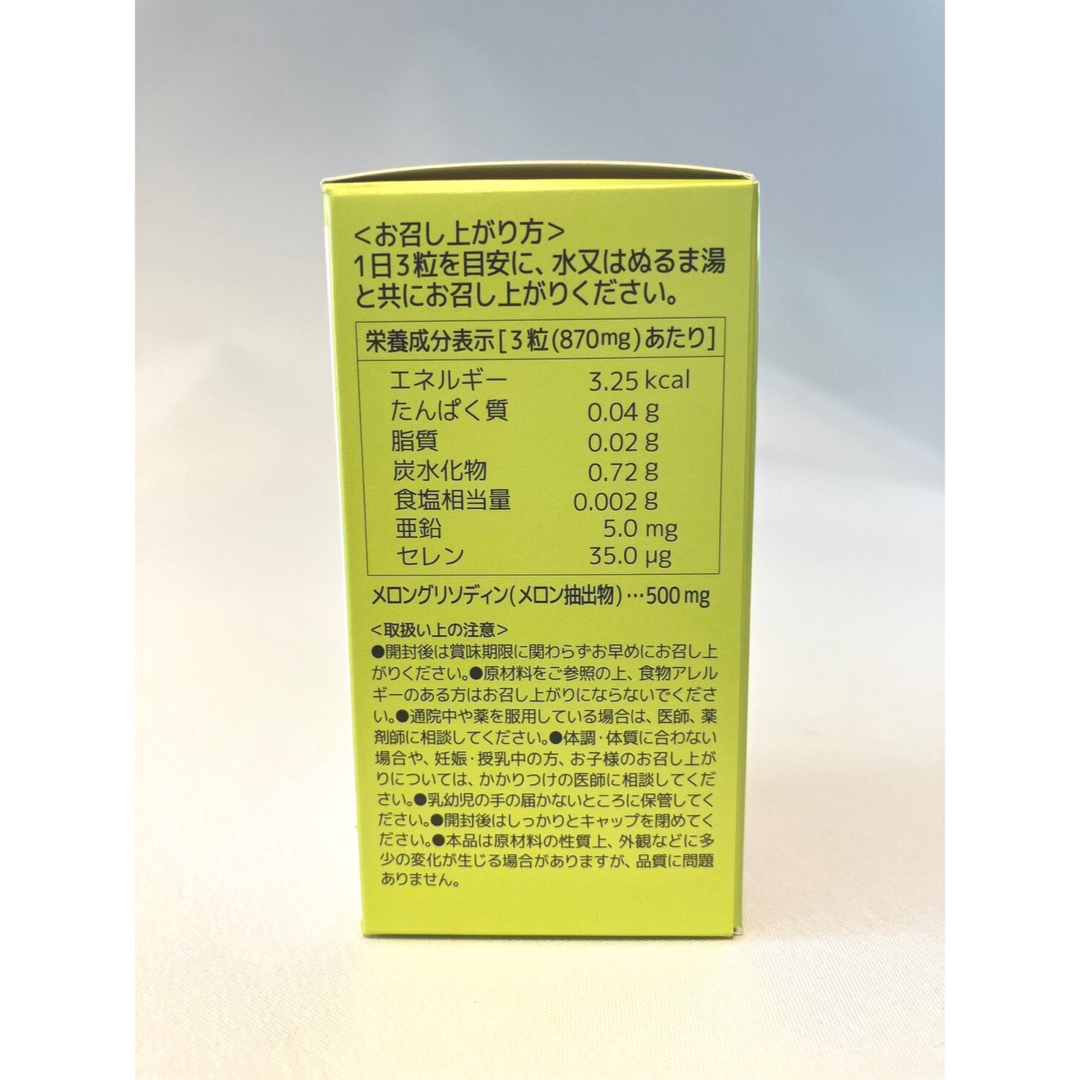 ＜お召し上がり方＞
1日3粒を目安に、水又はぬるま湯
と共にお召し上がりください。
栄養成分表示[3粒(870mg)あたり]
エネルギー 3.25kcal
たんぱく質 0.04g
脂質 0.02g
炭水化物 0.72g
食塩相当量 0.002g
亜鉛 5.0mg
セレン 35.0μg
メロングリソディン(メロン抽出物)…500mg
＜取扱い上の注意＞
●開封後は賞味期限に関わらずお早めにお召し上
がりください。●原材料をご参照の上、食物アレル
ギーのある方はお召し上がりにならないでくださ
い。●通院中や薬を服用している場合は、医師、薬
剤師に相談してください。●体調・体質に合わない
場合や、妊娠・授乳中の方、お子様のお召し上が
りについては、かかりつけの医師に相談してくだ
さい。●乳幼児の手の届かないところに保管してく
ださい。●開封後はしっかりとキャップを閉めてく
ださい。●本品は原材料の性質上、外観などに多
少の変化が生じる場合がありますが、品質に問題
ありません。